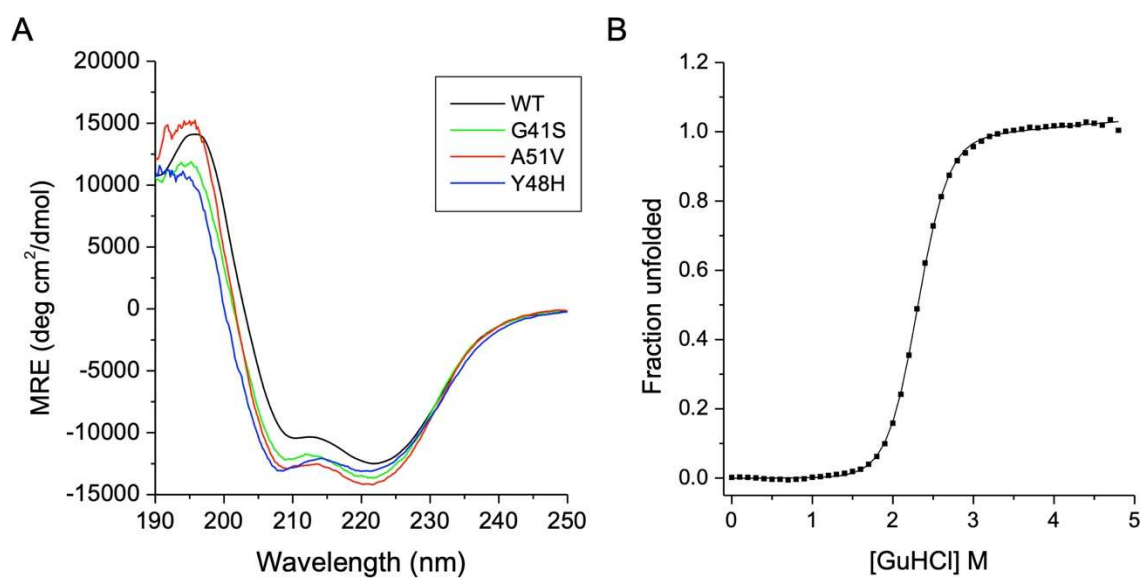 A
20000
15000
10000
5000
0
-5000
-10000
-15000
MRE (deg cm²/dmol)
190 200 210 220 230 240 250
Wavelength (nm)
WT
G41S
A51V
Y48H
B
1.2
1.0
0.8
0.6
0.4
0.2
0.0
Fraction unfolded
0 1 2 3 4 5
[GuHCl] M